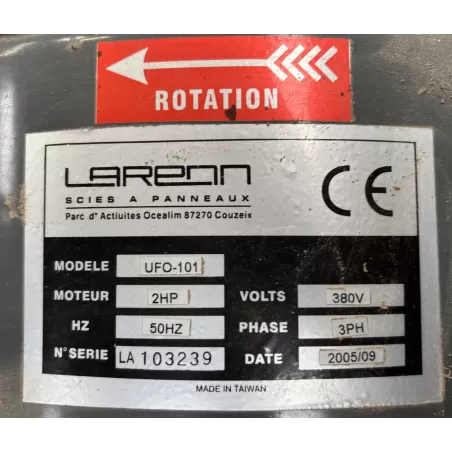 ROTATION
LAREON
SCIES A PANNEAUX
Parc d* Actiuites Ocealim 87270 Couzeix
CE
MODELE UFO-101
MOTEUR 2HP VOLTS 380V
HZ 50HZ PHASE 3PH
N° SERIE LA 103239 DATE 2005/09
MADE IN TAIWAN